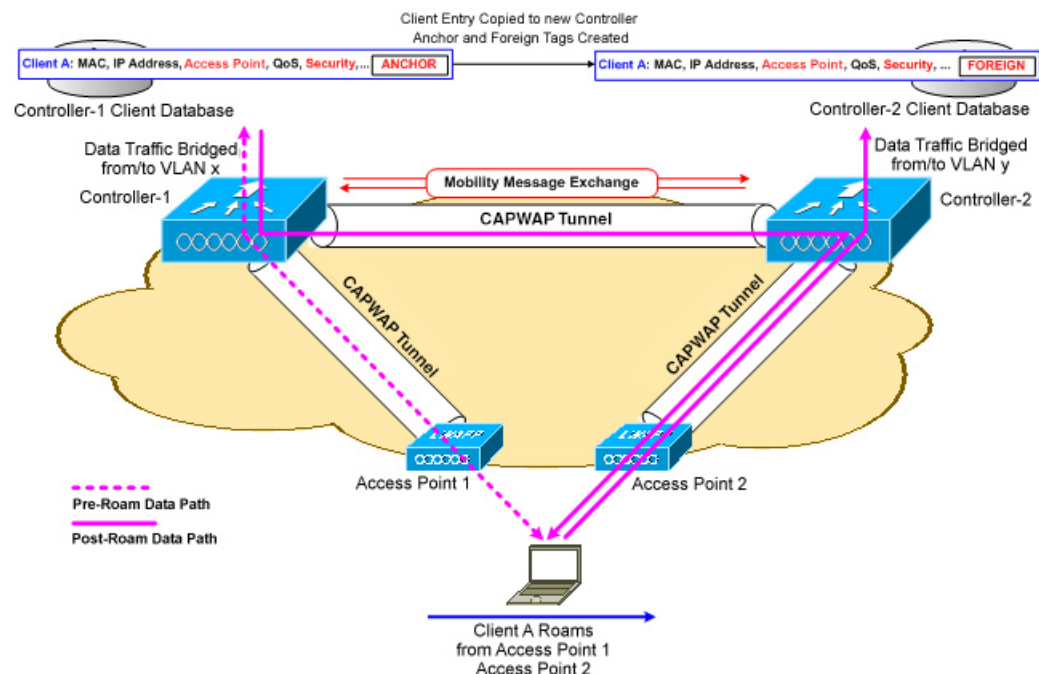 Client Entry Copied to new Controller
Anchor and Foreign Tags Created
Client A: MAC, IP Address, Access Point, QoS, Security,... ANCHOR
Client A: MAC, IP Address, Access Point, QoS, Security, ... FOREIGN
Controller-1 Client Database
Controller-2 Client Database
Data Traffic Bridged
from/to VLAN x
Data Traffic Bridged
from/to VLAN y
Controller-1
Mobility Message Exchange
Controller-2
CAPWAP Tunnel
CAPWAP Tunnel
CAPWAP Tunnel
Access Point 1
Access Point 2
Pre-Roam Data Path
Post-Roam Data Path
Client A Roams
from Access Point 1
Access Point 2